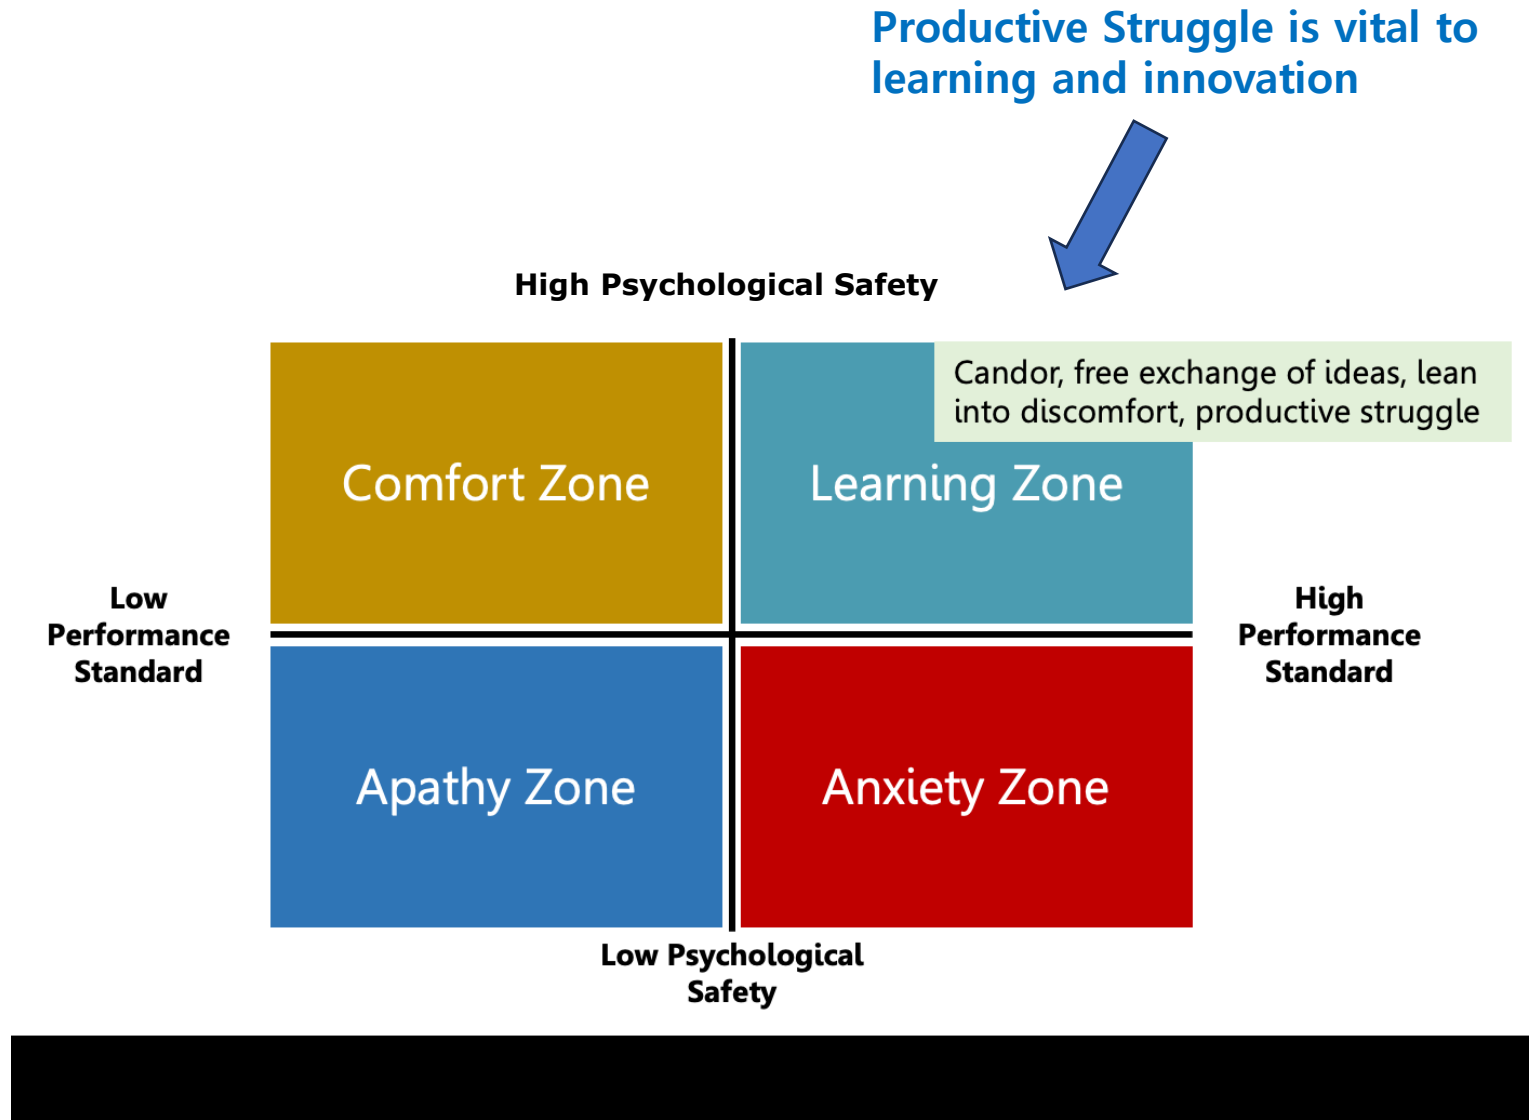 Productive Struggle is vital to
learning and innovation
High Psychological Safety
Candor, free exchange of ideas, lean
into discomfort, productive struggle
Comfort Zone
Learning Zone
Low
Performance
Standard
High
Performance
Standard
Apathy Zone
Anxiety Zone
Low Psychological
Safety